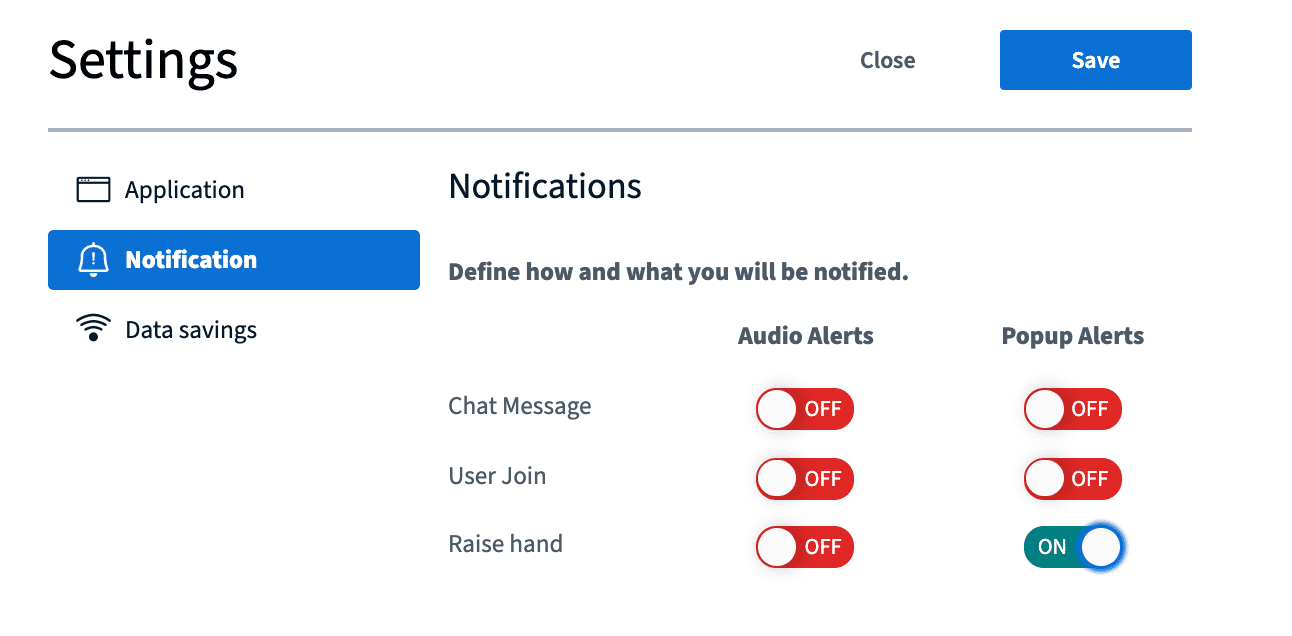 Settings
Close
Save
Application
Notification
Data savings
Notifications
Define how and what you will be notified.
Audio Alerts Popup Alerts
Chat Message OFF OFF
User Join OFF OFF
Raise hand OFF ON